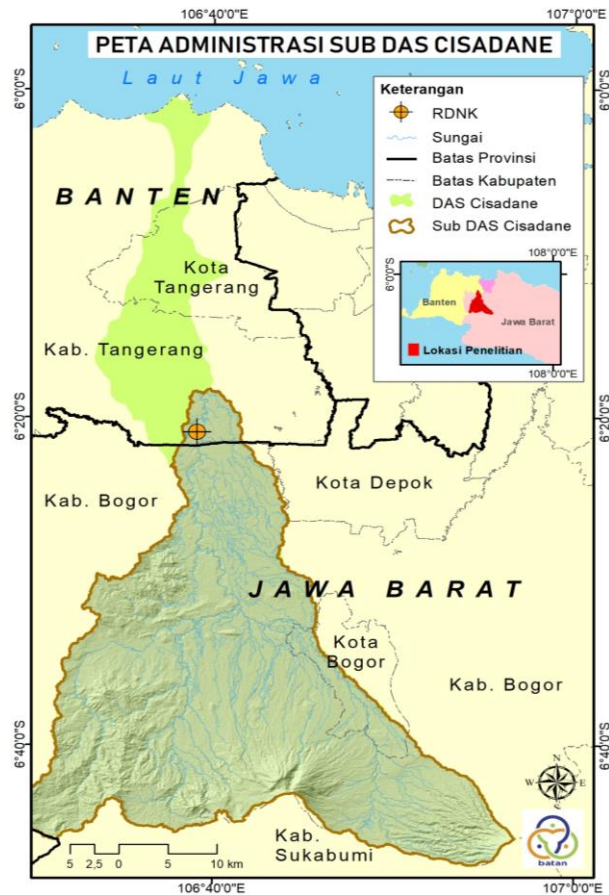 106°40'0"E
107°0'0"E
PETA ADMINISTRASI SUB DAS CISADANE
Laut Jawa
6°0'0"S
6°0'0"S
Keterangan
RDNK
Sungai
Batas Provinsi
Batas Kabupaten
DAS Cisadane
Sub DAS Cisadane
BANTEN
Kota
Tangerang
108°0'0"E
6°0'0"S
Banten
Jawa Barat
Lokasi Penelitian
108°0'0"E
Kab. Tangerang
6°20'0"S
6°20'0"S
Kab. Bogor
Kota Depok
JAWA BARAT
Kota
Bogor
Kab. Bogor
6°40'0"S
6°40'0"S
N
W
E
S
Kab.
Sukabumi
5 2,5 0 5 10 km
batan
106°40'0"E
107°0'0"E